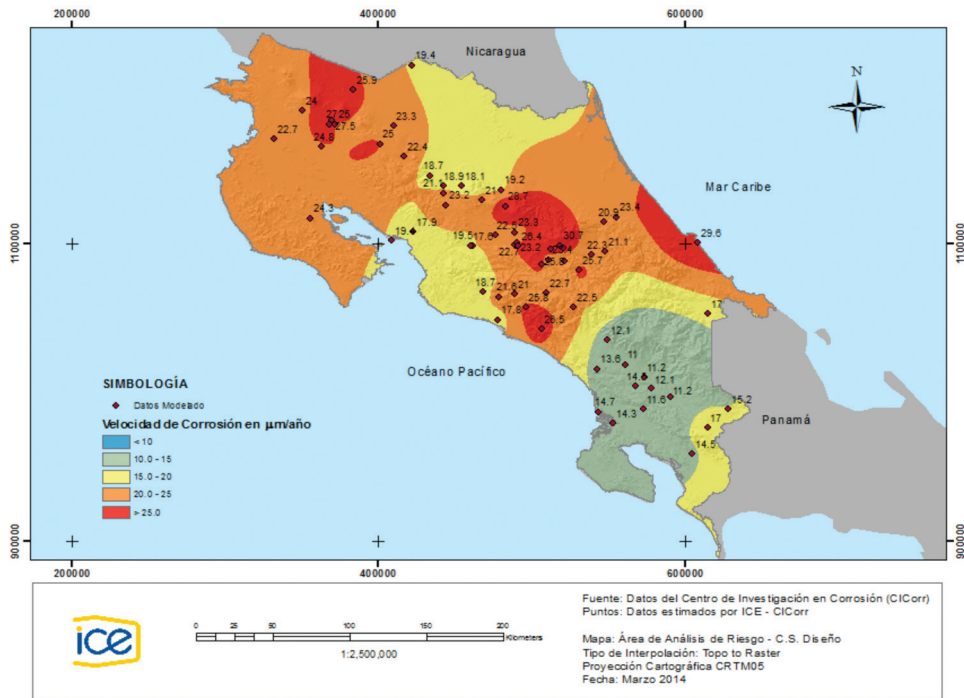 200000 400000 600000
Nicaragua
N
Mar Caribe
1100000 1100000
Océano Pacífico
Panamá
900000 900000
200000 400000 600000
19.4
25.9
24
27
25
27.5
23.3
22.7
24.8
25
22.4
18.7
18.9
18.1
21.1
19.2
23.2
21
28.7
24.3
17.9
23.3
20.9
23.4
29.6
19.5
17.6
26.4
30.7
23.2
22.7
22.3
21.1
25.7
18.7
21.6
21
22.7
17.8
25.8
22.5
26.5
17
12.1
13.6
11
11.2
12.1
11.2
14.7
14.3
11.6
15.2
17
14.5
SIMBOLOGÍA
Datos Modelado
Velocidad de Corrosión en µm/año
< 10
10.0 - 15
15.0 - 20
20.0 - 25
> 25.0
ice
0 25 50 100 150 200
Kilometers
1:2,500,000
Fuente: Datos del Centro de Investigación en Corrosión (CICorr)
Puntos: Datos estimados por ICE - CICorr
Mapa: Área de Análisis de Riesgo - C.S. Diseño
Tipo de Interpolación: Topo to Raster
Proyección Cartográfica CRTM05
Fecha: Marzo 2014